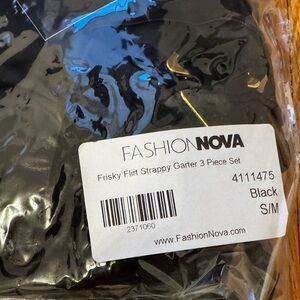 FASHIONNOVA
Frisky Flirt Strappy Garter 3 Piece Set
4111475
Black
S/M
2371060
www.FashionNova.com